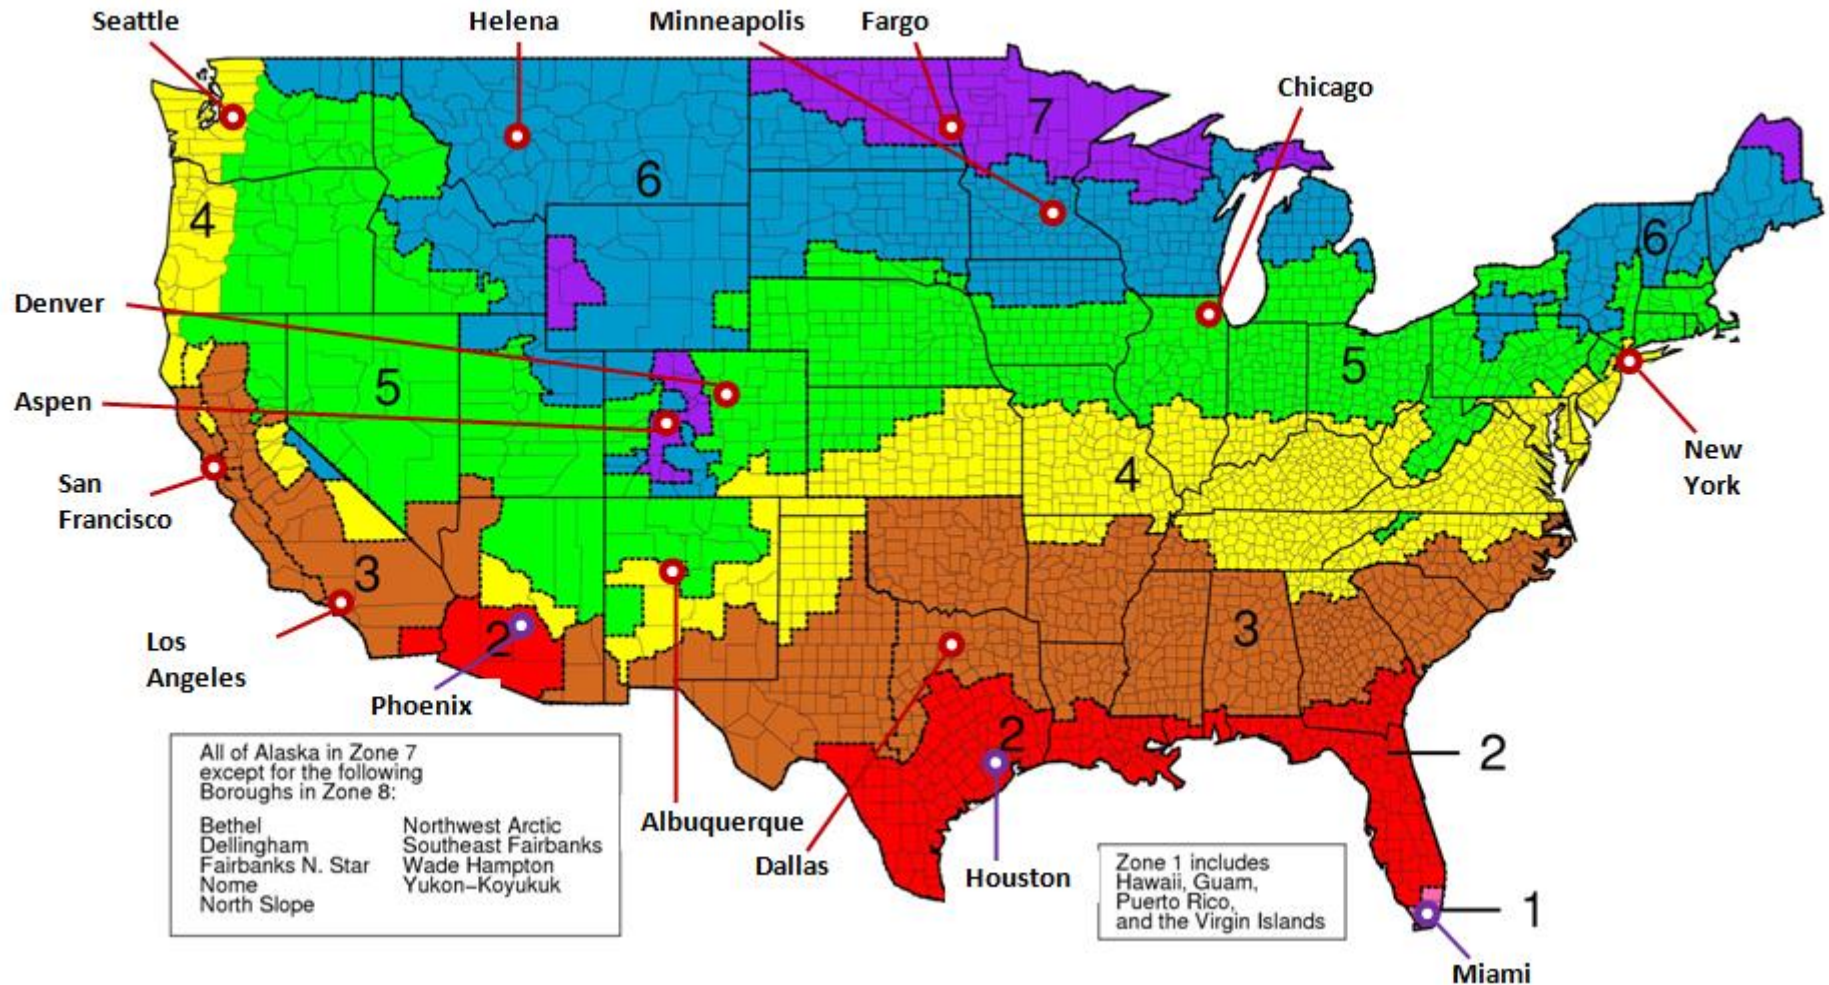 Seattle
Helena
Minneapolis
Fargo
Chicago
7
6
4
6
Denver
5
5
Aspen
San
Francisco
New
York
4
3
3
2
Los
Angeles
Phoenix
2
2
All of Alaska in Zone 7
except for the following
Boroughs in Zone 8:
Bethel
Dellingham
Fairbanks N. Star
Nome
North Slope
Northwest Arctic
Southeast Fairbanks
Wade Hampton
Yukon–Koyukuk
Albuquerque
Dallas
Houston
Zone 1 includes
Hawaii, Guam,
Puerto Rico,
and the Virgin Islands
1
Miami